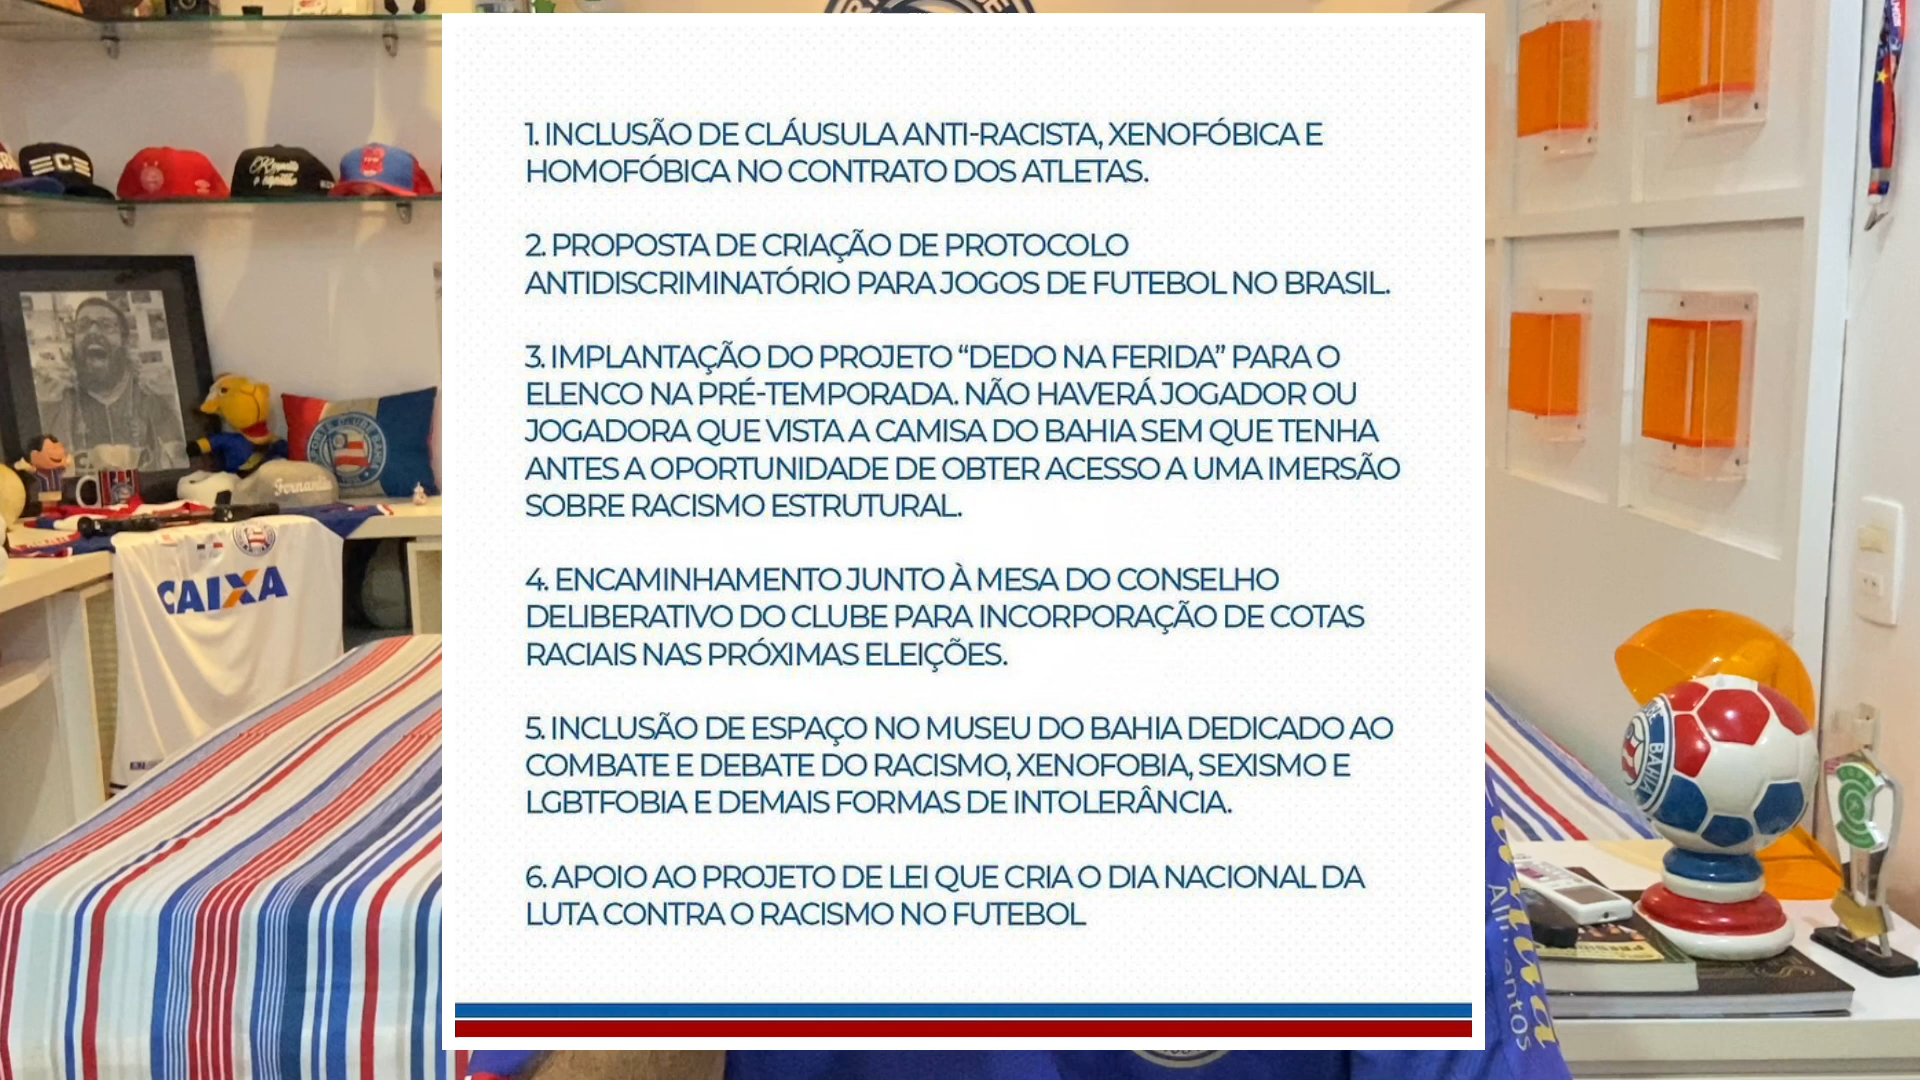 1. INCLUSÃO DE CLÁUSULA ANTI-RACISTA, XENOFÓBICA E
HOMOFÓBICA NO CONTRATO DOS ATLETAS.
2. PROPOSTA DE CRIAÇÃO DE PROTOCOLO
ANTIDISCRIMINATÓRIO PARA JOGOS DE FUTEBOL NO BRASIL.
3. IMPLANTAÇÃO DO PROJETO “DEDO NA FERIDA” PARA O
ELENCO NA PRÉ-TEMPORADA. NÃO HAVERÁ JOGADOR OU
JOGADORA QUE VISTA A CAMISA DO BAHIA SEM QUE TENHA
ANTES A OPORTUNIDADE DE OBTER ACESSO A UMA IMERSÃO
SOBRE RACISMO ESTRUTURAL.
4. ENCAMINHAMENTO JUNTO À MESA DO CONSELHO
DELIBERATIVO DO CLUBE PARA INCORPORAÇÃO DE COTAS
RACIAIS NAS PRÓXIMAS ELEIÇÕES.
5. INCLUSÃO DE ESPAÇO NO MUSEU DO BAHIA DEDICADO AO
COMBATE E DEBATE DO RACISMO, XENOFOBIA, SEXISMO E
LGBTFOBIA E DEMAIS FORMAS DE INTOLERÂNCIA.
6. APOIO AO PROJETO DE LEI QUE CRIA O DIA NACIONAL DA
LUTA CONTRA O RACISMO NO FUTEBOL
CAIXA
BAHIA